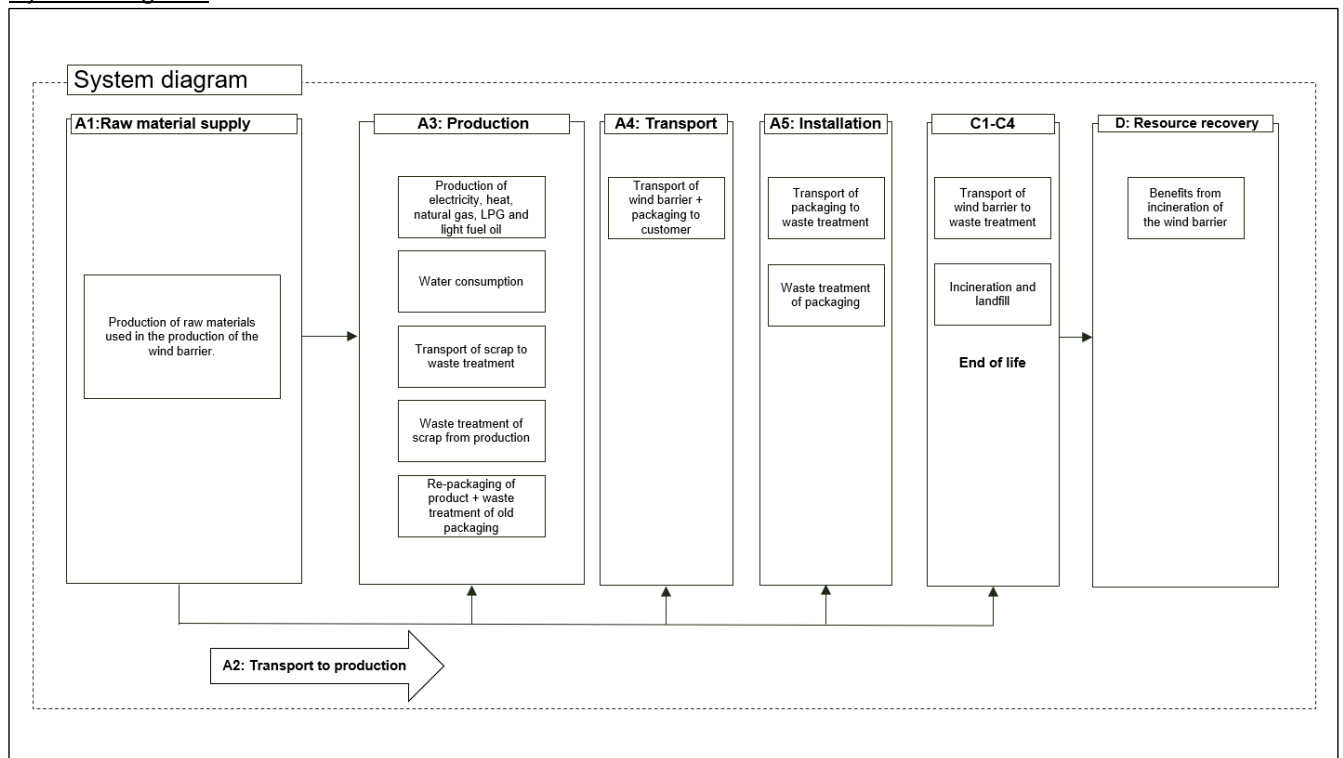 System diagram
A1:Raw material supply
Production of raw materials
used in the production of the
wind barrier.
A3: Production
Production of
electricity, heat,
natural gas, LPG and
light fuel oil
Water consumption
Transport of scrap to
waste treatment
Waste treatment of
scrap from production
Re-packaging of
product + waste
treatment of old
packaging
A4: Transport
Transport of
wind barrier +
packaging to
customer
A5: Installation
Transport of
packaging to
waste treatment
Waste treatment
of packaging
C1-C4
Transport of
wind barrier to
waste treatment
Incineration and
landfill
End of life
D: Resource recovery
Benefits from
incineration of
the wind barrier
A2: Transport to production